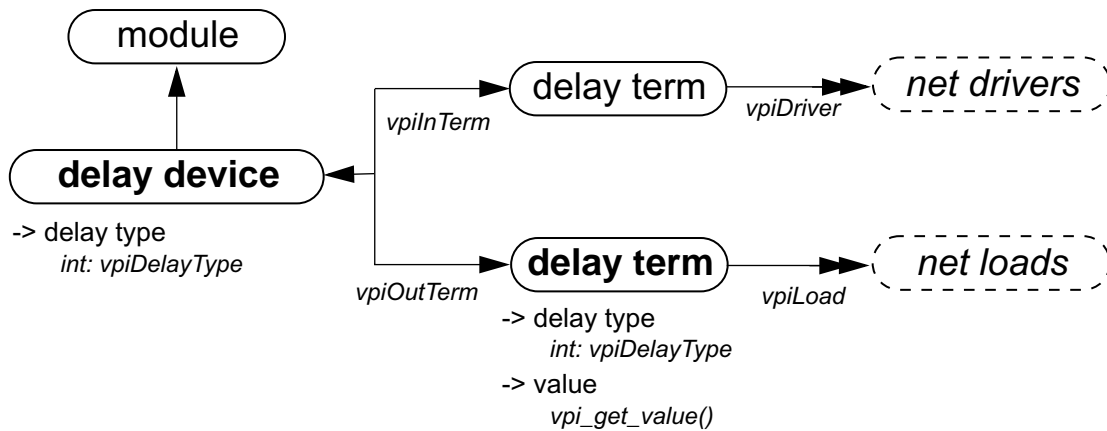 module
delay term
net drivers
vpiInTerm
vpiDriver
delay device
-> delay type
int: vpiDelayType
delay term
net loads
vpiOutTerm
vpiLoad
-> delay type
int: vpiDelayType
-> value
vpi_get_value()